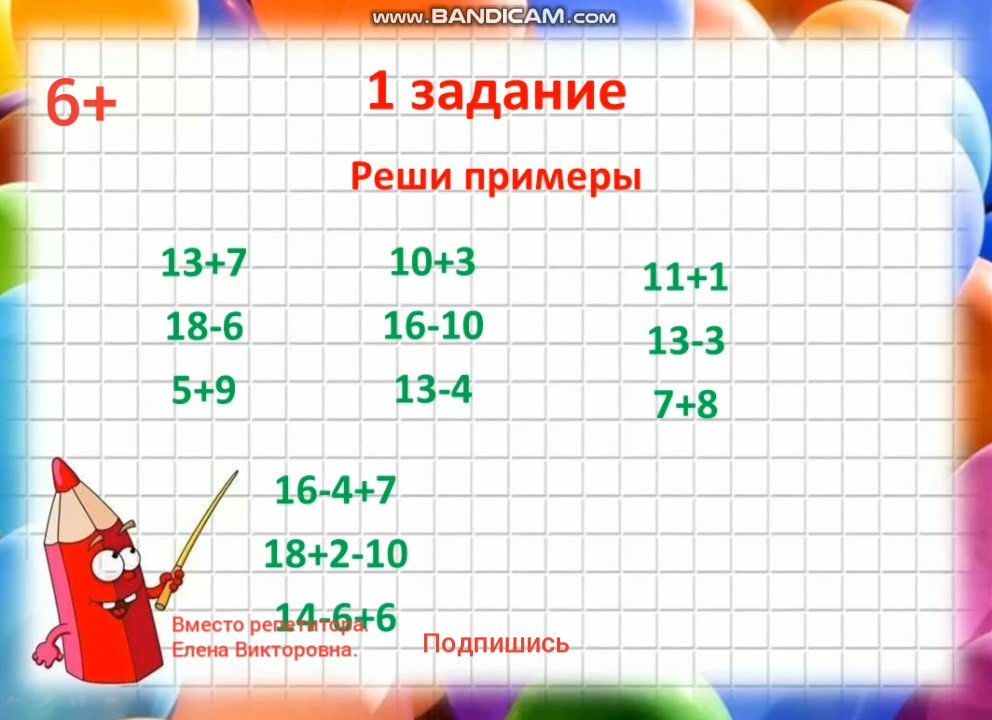 www.BANDICAM.com
6+
1 задание
Реши примеры
13+7
18-6
5+9
10+3
16-10
13-4
11+1
13-3
7+8
16-4+7
18+2-10
14-6+6
Вместо репетитора.
Елена Викторовна.
Подпишись